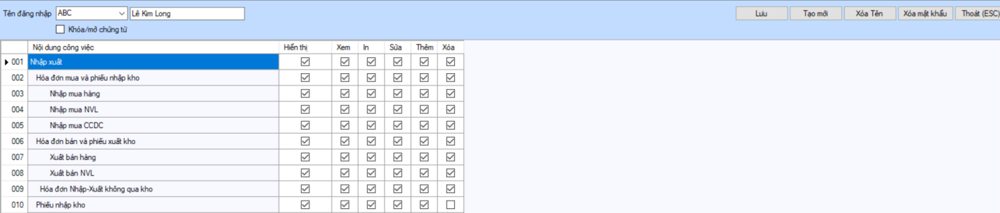 Tên đăng nhập ABC Lê Kim Long Lưu Tạo mới Xóa Tên Xóa mật khẩu Thoát (ESC)
Khóa/mở chứng từ
Nội dung công việc Hiển thị Xem In Sửa Thêm Xóa
001 Nhập xuất
002 Hóa đơn mua và phiếu nhập kho
003 Nhập mua hàng
004 Nhập mua NVL
005 Nhập mua CCDC
006 Hóa đơn bán và phiếu xuất kho
007 Xuất bán hàng
008 Xuất bán NVL
009 Hóa đơn Nhập-Xuất không qua kho
010 Phiếu nhập kho